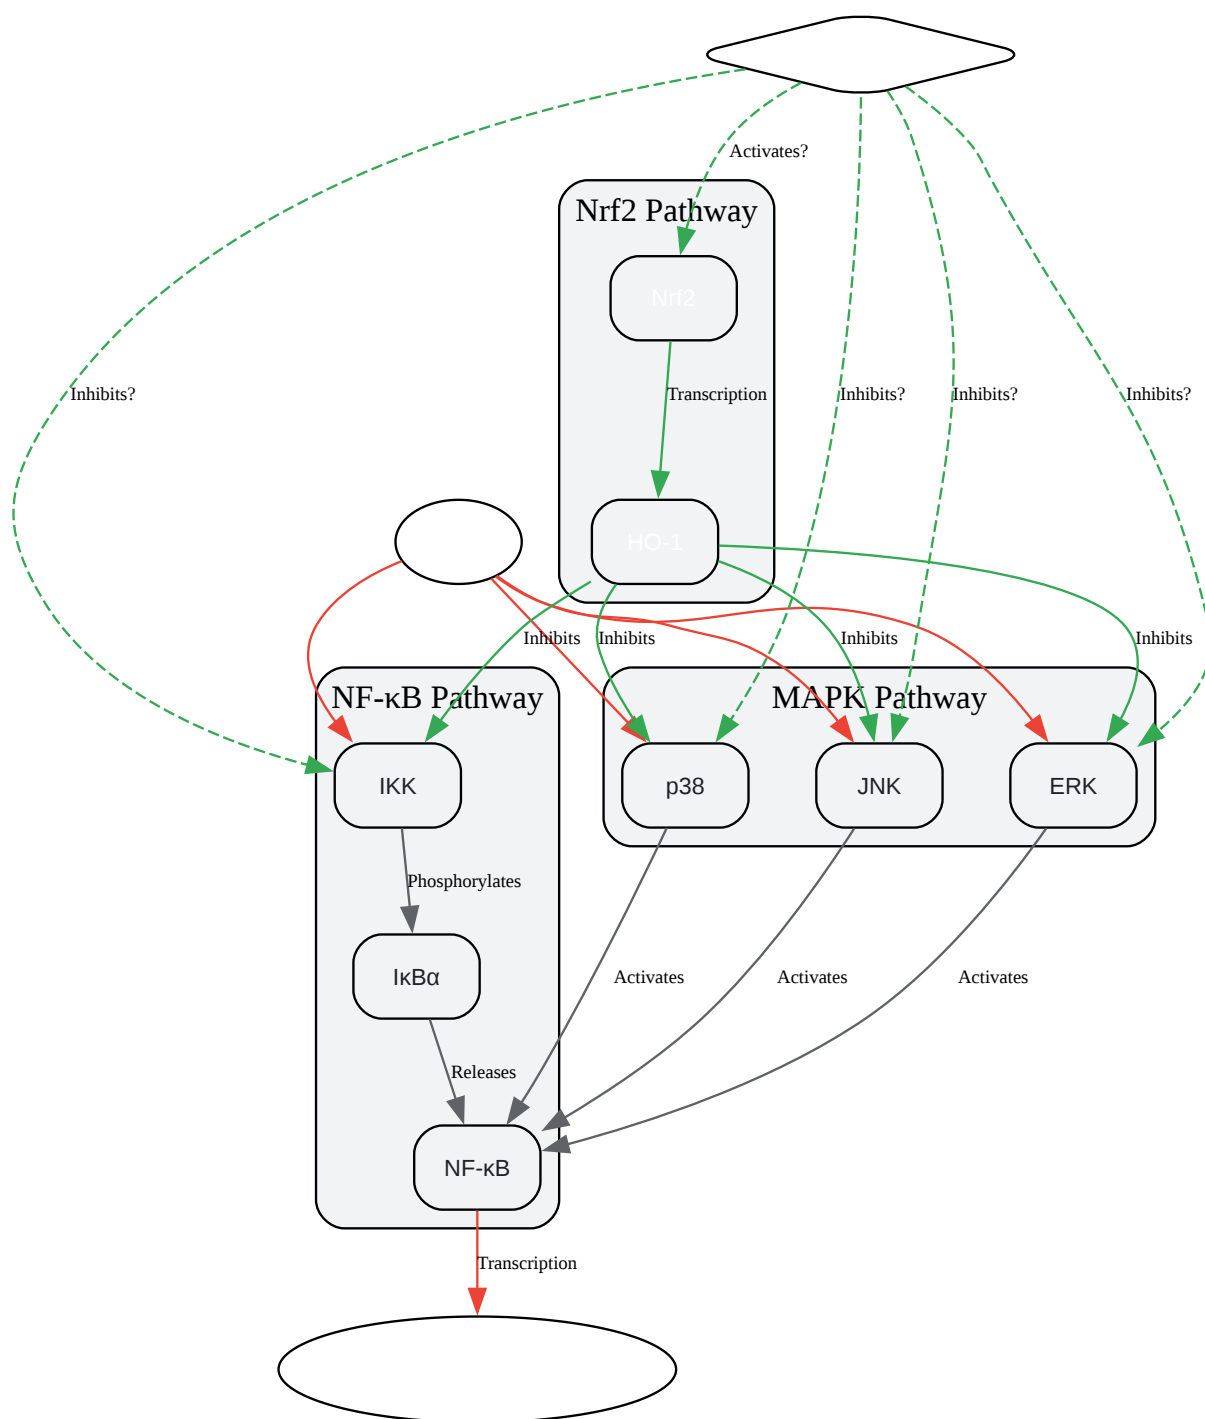 Activates?
Nrf2 Pathway
Nrf2
Inhibits?
Transcription
Inhibits?
Inhibits?
Inhibits?
HO-1
Inhibits
Inhibits
Inhibits
Inhibits
NF-κB Pathway
MAPK Pathway
IKK
p38
JNK
ERK
Phosphorylates
IκBα
Activates
Activates
Activates
Releases
NF-κB
Transcription